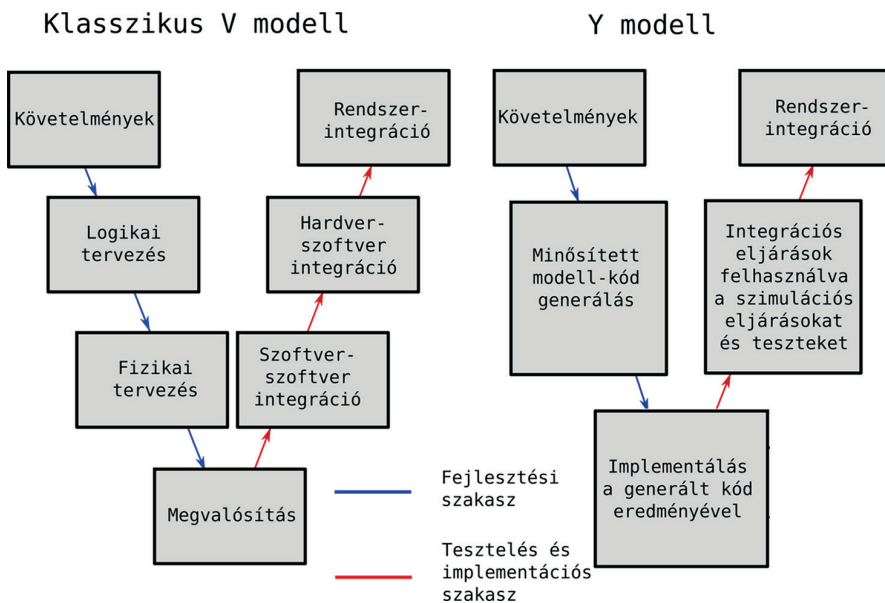 Klasszikus V modell
Követelmények
Logikai
tervezés
Fizikai
tervezés
Megvalósítás
Szoftver-
szoftver
integráció
Hardver-
szoftver
integráció
Rendszer-
integráció
Y modell
Követelmények
Minősített
modell-kód
generálás
Implementálás
a generált kód
eredményével
Integrációs
eljárások
felhasználva
a szimulációs
eljárásokat
és teszteket
Rendszer-
integráció
Fejlesztési
szakasz
Tesztelés és
implementációs
szakasz